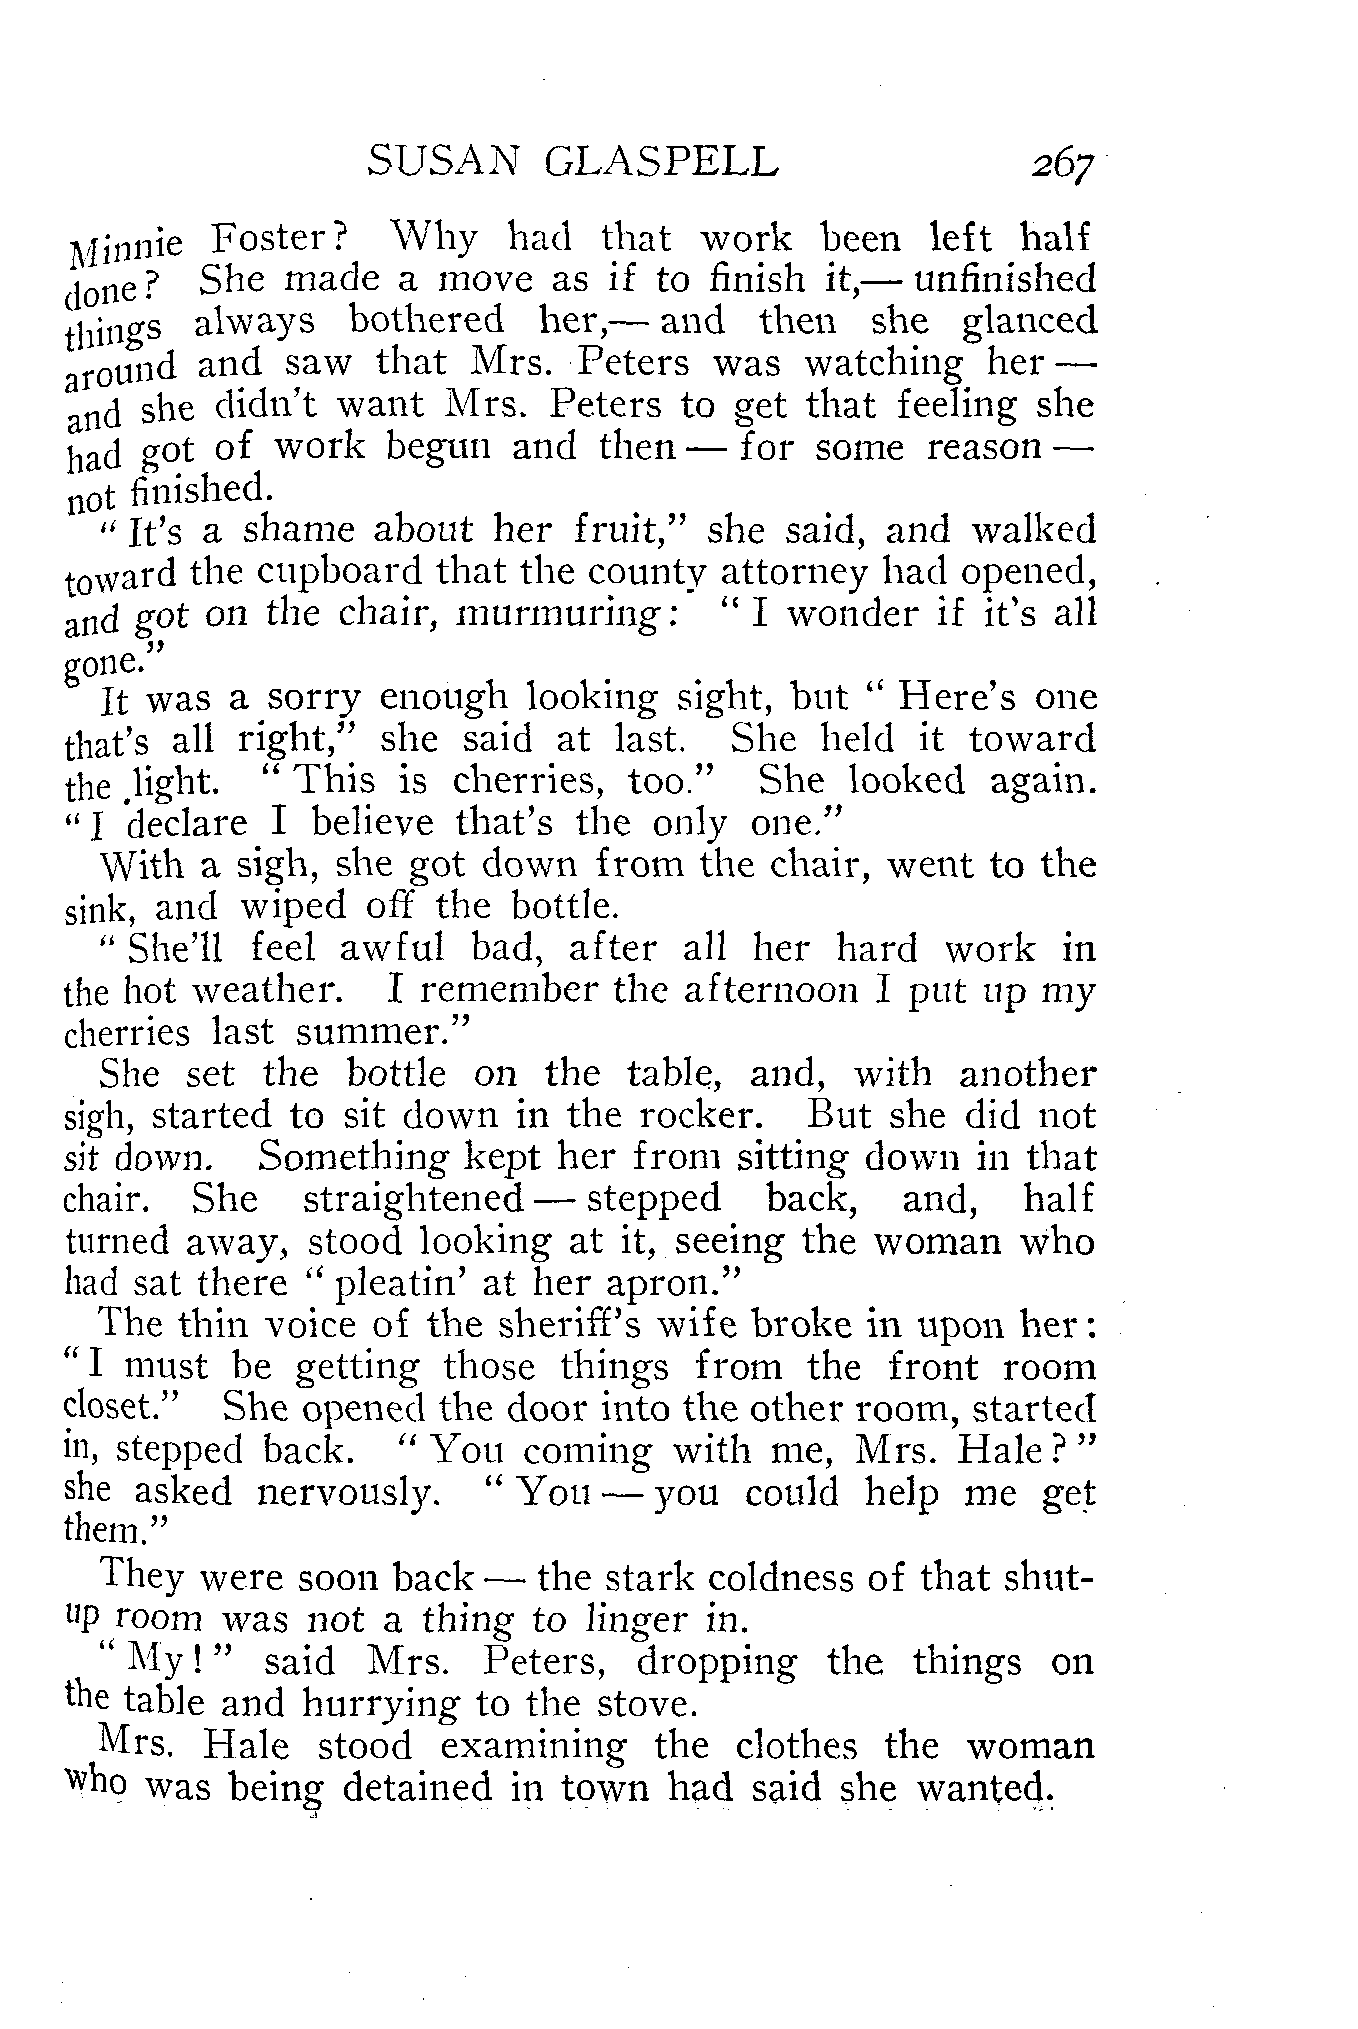 SUSAN GLASPELL 267
Minnie Foster? Why had that work been left half
done? She made a move as if to finish it,— unfinished
things always bothered her,— and then she glanced
around and saw that Mrs. Peters was watching her —
and she didn't want Mrs. Peters to get that feeling she
had got of work begun and then — for some reason —
not finished.
" It's a shame about her fruit," she said, and walked
toward the cupboard that the county attorney had opened,
and got on the chair, murmuring: " I wonder if it's all
gone."
It was a sorry enough looking sight, but " Here's one
that's all right," she said at last. She held it toward
the light. " This is cherries, too." She looked again.
" I declare I believe that's the only one."
With a sigh, she got down from the chair, went to the
sink, and wiped off the bottle.
" She'll feel awful bad, after all her hard work in
the hot weather. I remember the afternoon I put up my
cherries last summer."
She set the bottle on the table, and, with another
sigh, started to sit down in the rocker. But she did not
sit down. Something kept her from sitting down in that
chair. She straightened — stepped back, and, half
turned away, stood looking at it, seeing the woman who
had sat there " pleatin' at her apron."
The thin voice of the sheriff's wife broke in upon her:
" I must be getting those things from the front room
closet." She opened the door into the other room, started
in, stepped back. " You coming with me, Mrs. Hale? "
she asked nervously. " You — you could help me get
them."
They were soon back — the stark coldness of that shut-
up room was not a thing to linger in.
" My! " said Mrs. Peters, dropping the things on
the table and hurrying to the stove.
Mrs. Hale stood examining the clothes the woman
who was being detained in town had said she wanted.